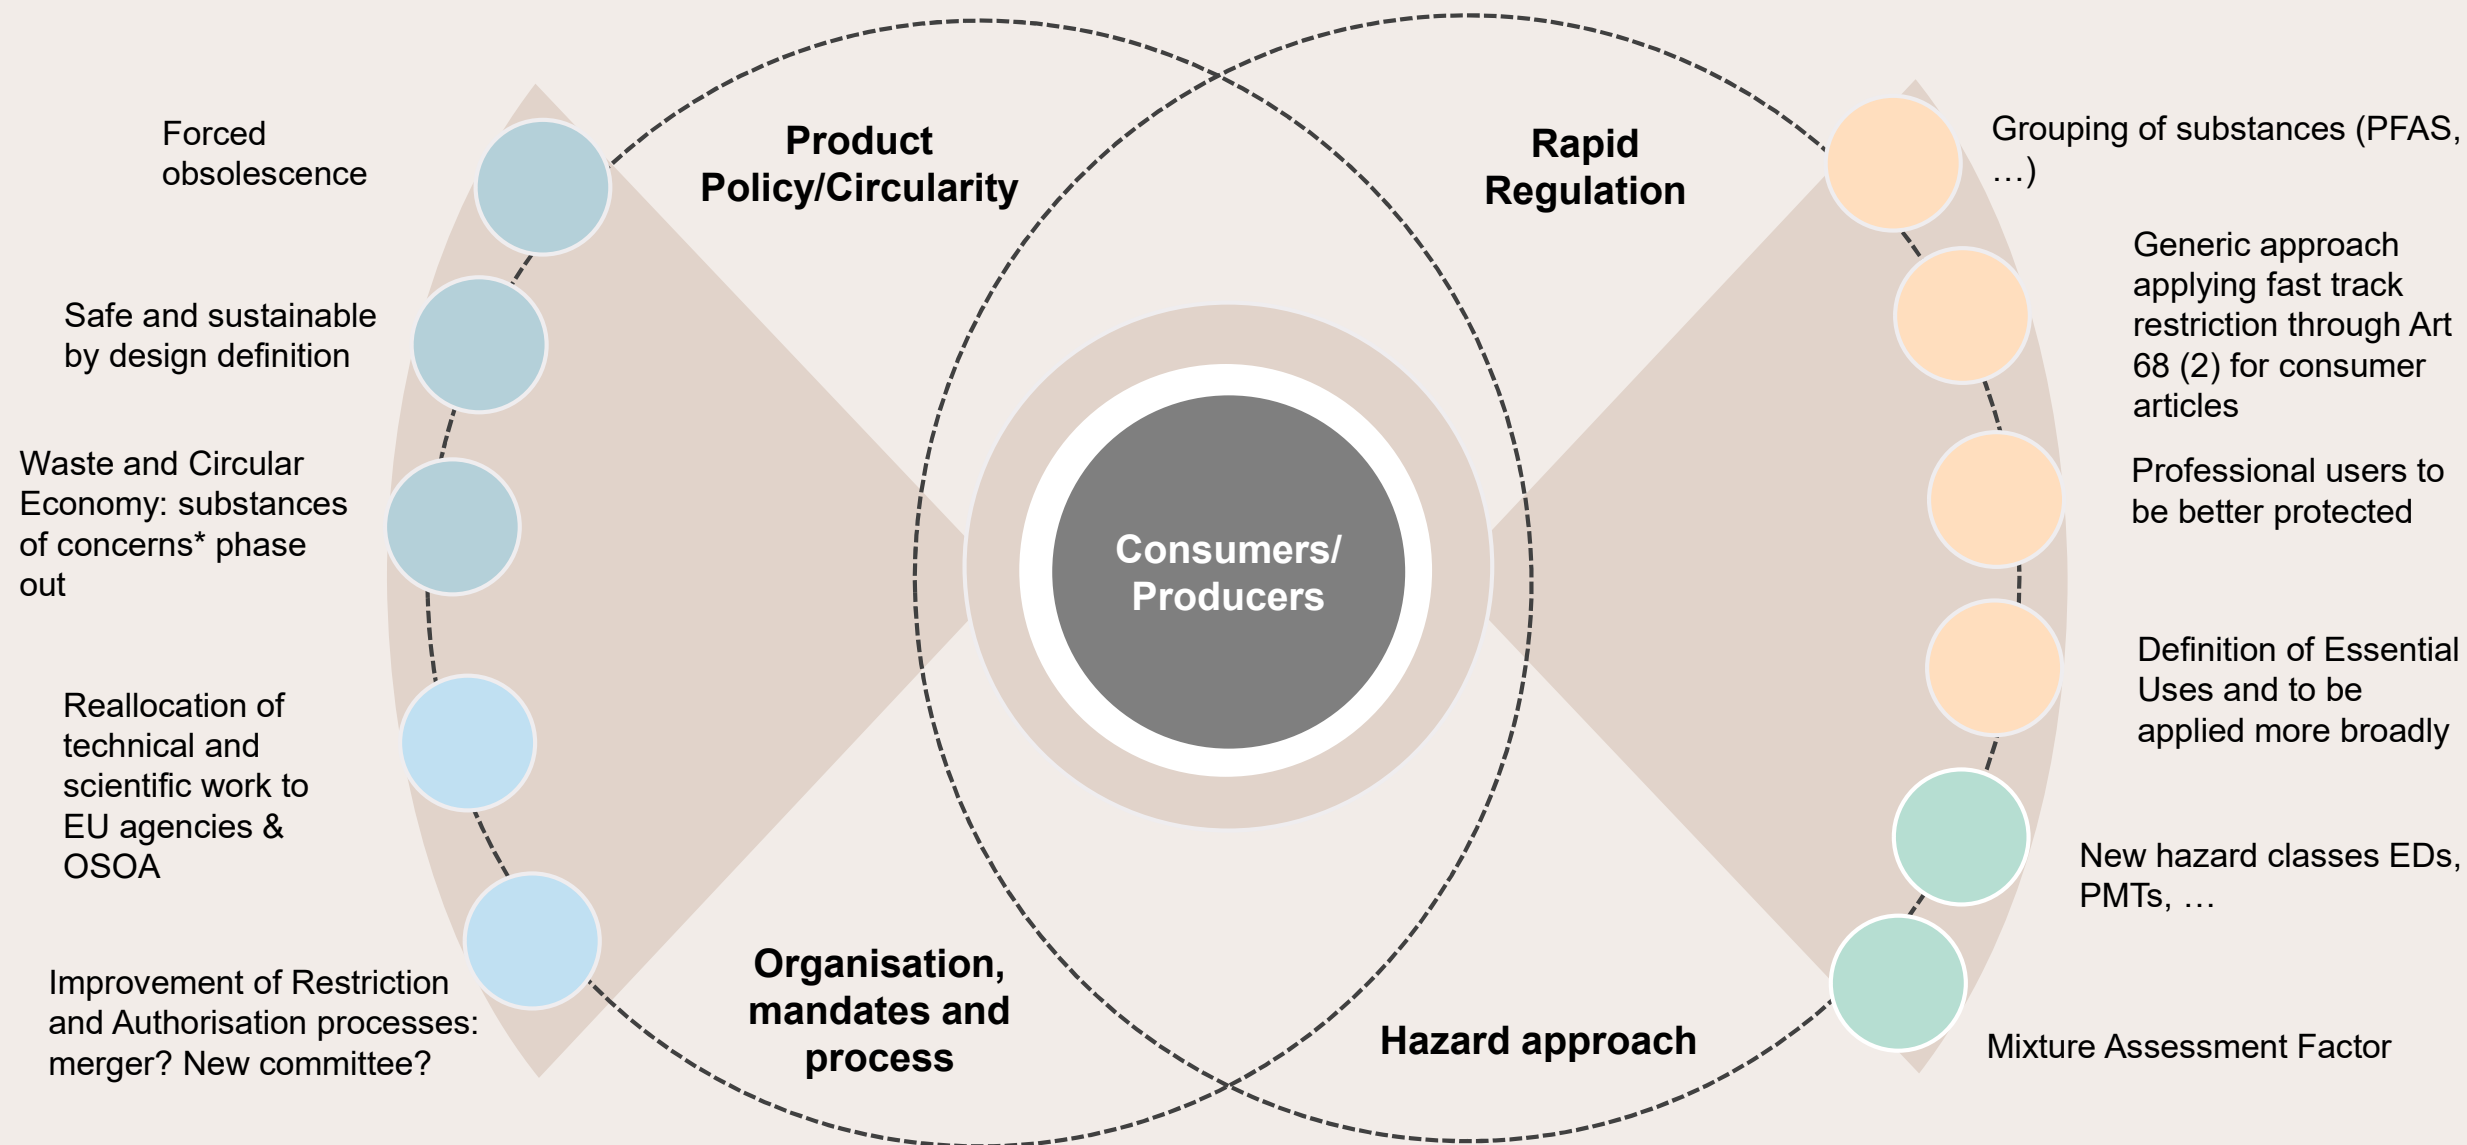 Forced
obsolescence
Safe and sustainable
by design definition
Waste and Circular
Economy: substances
of concerns* phase
out
Reallocation of
technical and
scientific work to
EU agencies &
OSOA
Improvement of Restriction
and Authorisation processes:
merger? New committee?
Product
Policy/Circularity
Organisation,
mandates and
process
Consumers/
Producers
Rapid
Regulation
Hazard approach
Grouping of substances (PFAS,
…)
Generic approach
applying fast track
restriction through Art
68 (2) for consumer
articles
Professional users to
be better protected
Definition of Essential
Uses and to be
applied more broadly
New hazard classes EDs,
PMTs, …
Mixture Assessment Factor